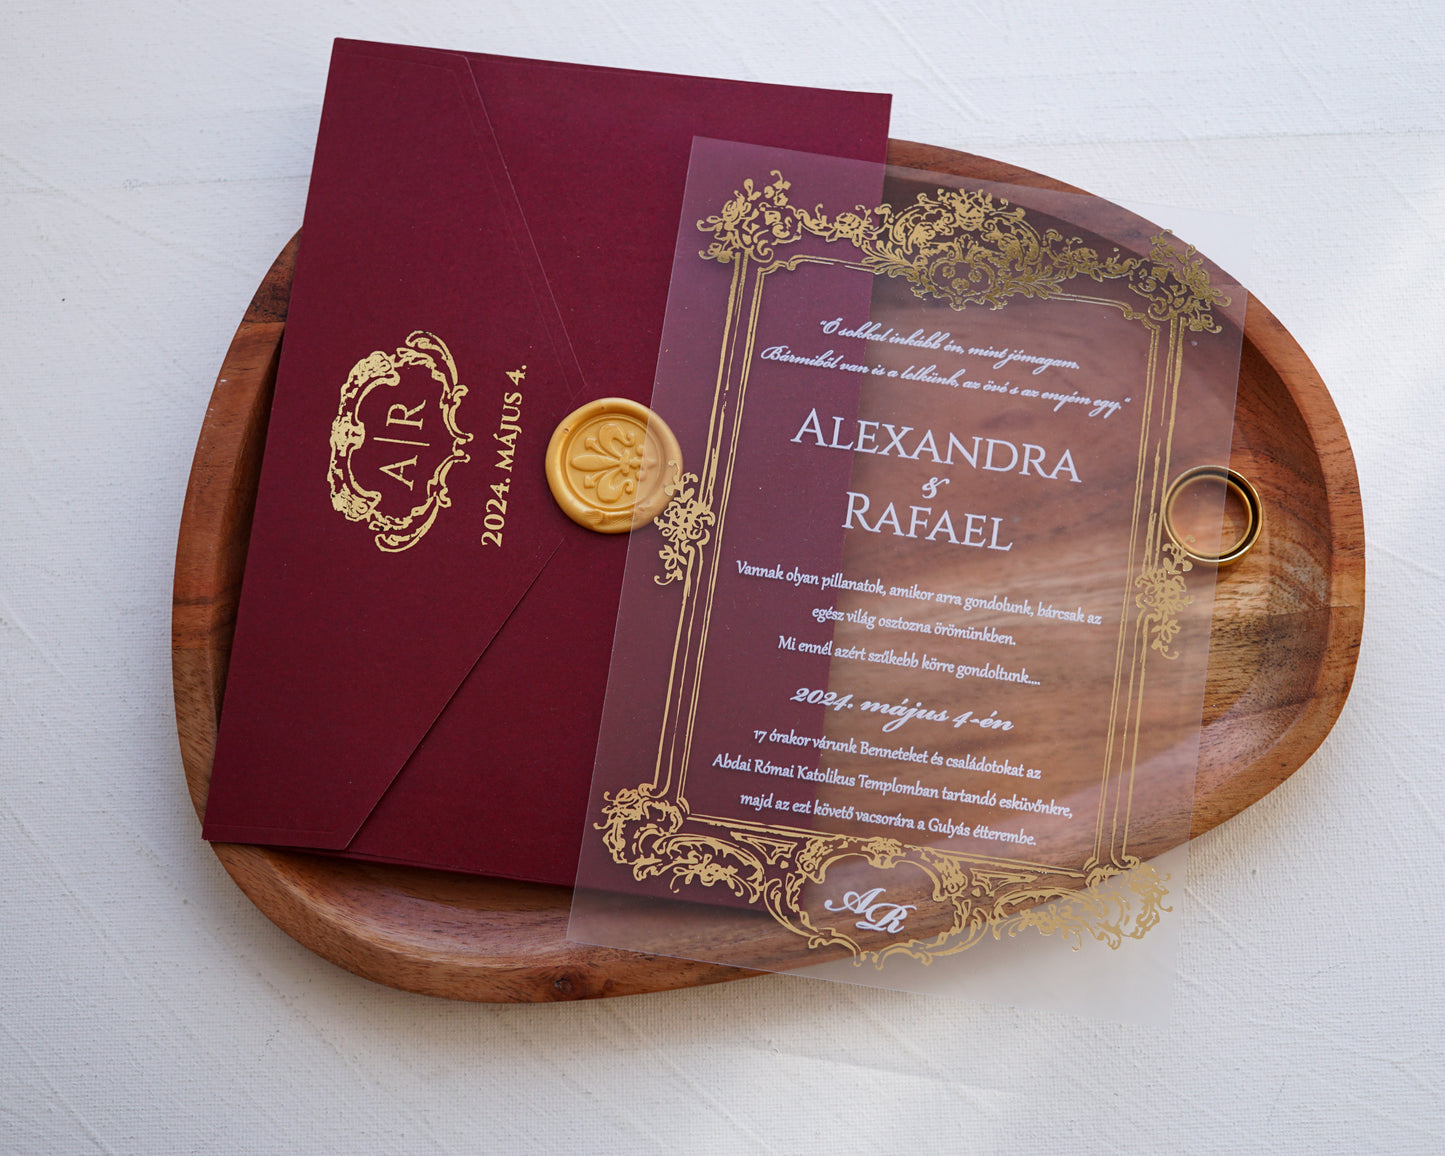 A|R
2024. MÁJUS 4.
"Ő sokkal inkább én, mint jómagam.
Bármiből van is a lelkünk, az övé s az enyém egy."
ALEXANDRA
&
RAFAEL
Vannak olyan pillanatok, amikor arra gondolunk, bárcsak az
egész világ osztozna örömünkben.
Mi ennél azért szűkebb körre gondoltunk....
2024. május 4-én
17 órakor várunk Benneteket és családotokat az
Abdai Római Katolikus Templomban tartandó esküvőnkre,
majd az ezt követő vacsorára a Gulyás étterembe.
AR